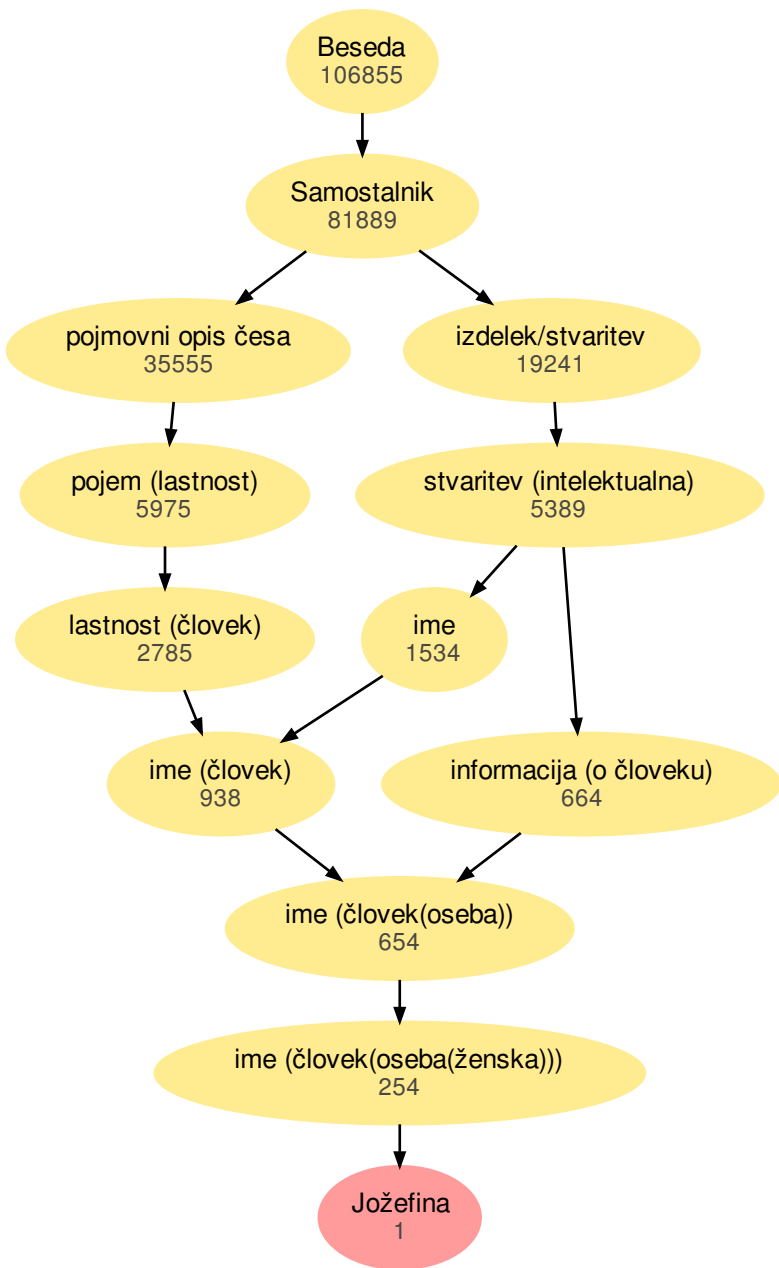 Beseda
106855
Samostalnik
81889
pojmovni opis česa
35555
izdelek/stvaritev
19241
pojem (lastnost)
5975
stvaritev (intelektualna)
5389
lastnost (človek)
2785
ime
1534
ime (človek)
938
informacija (o človeku)
664
ime (človek(oseba))
654
ime (človek(oseba(ženska)))
254
Jožefina
1